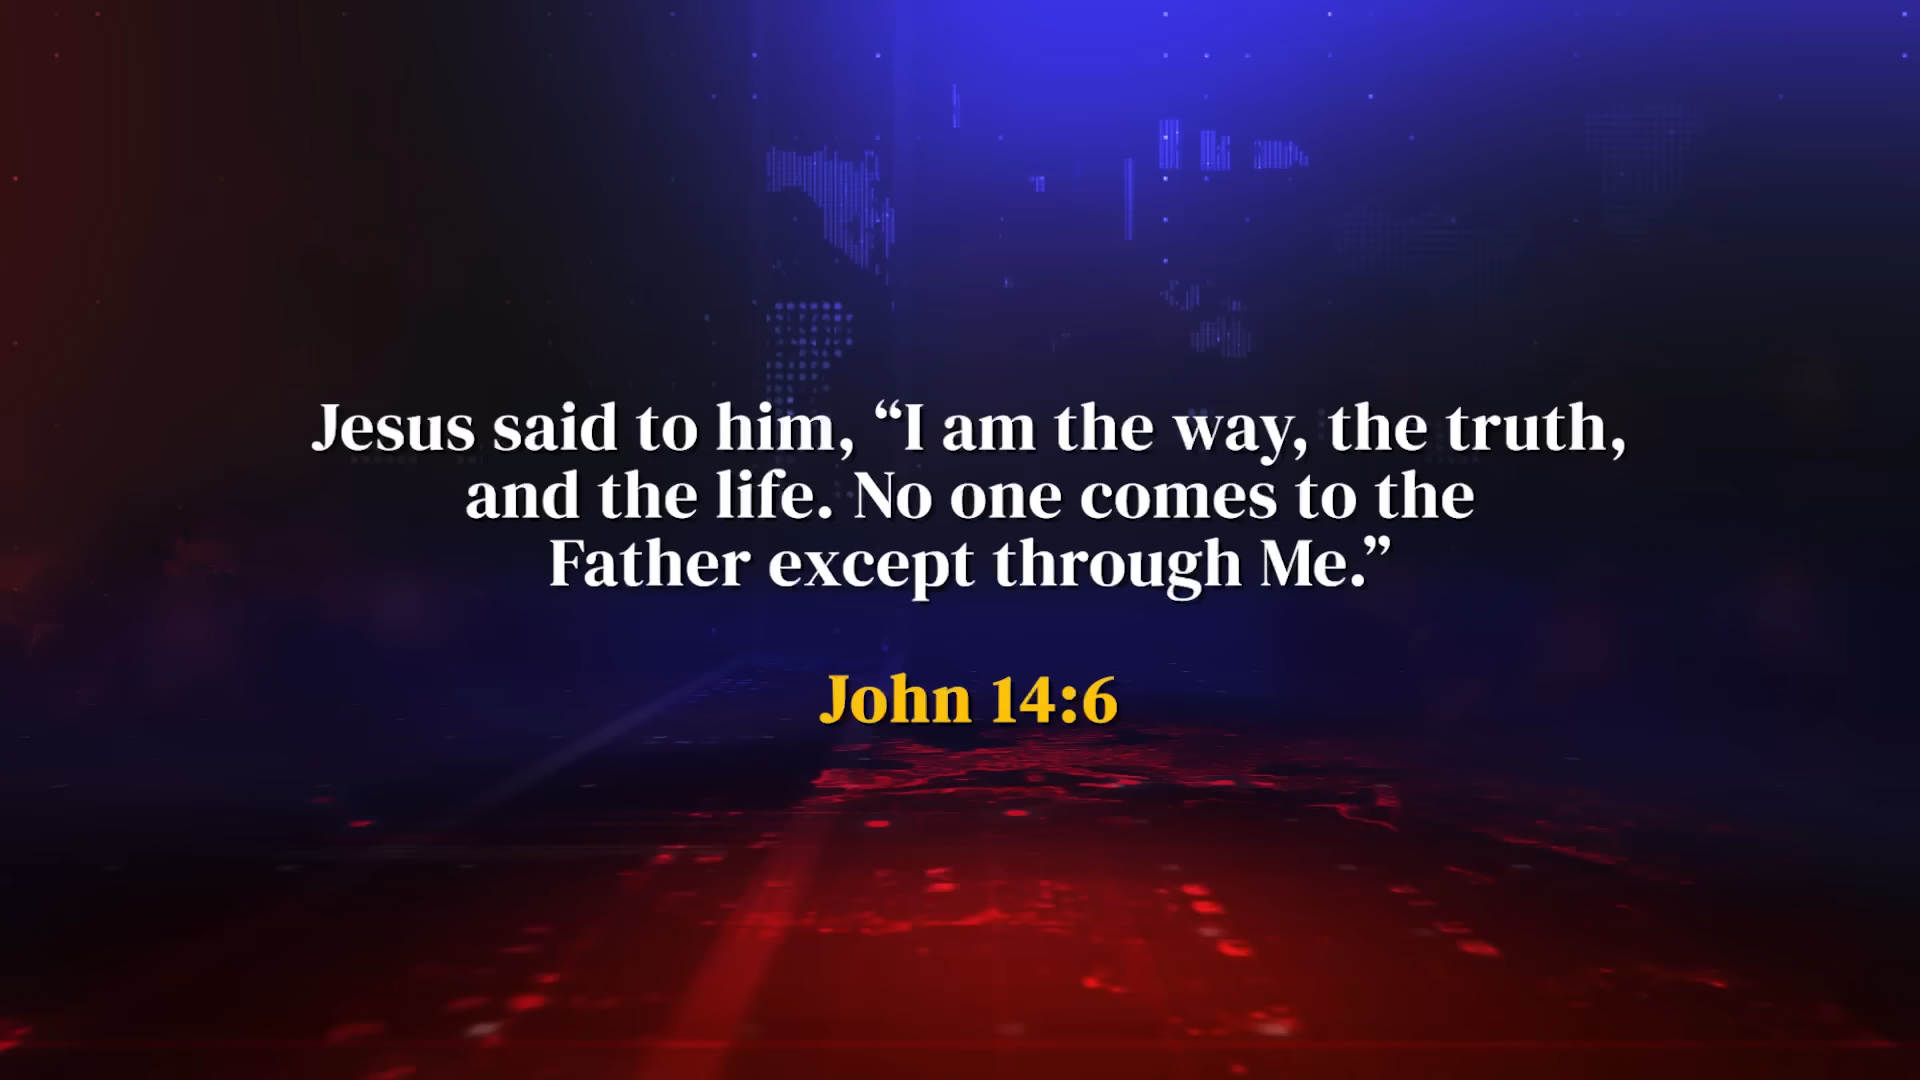 Jesus said to him, “I am the way, the truth,
and the life. No one comes to the
Father except through Me.”
John 14:6